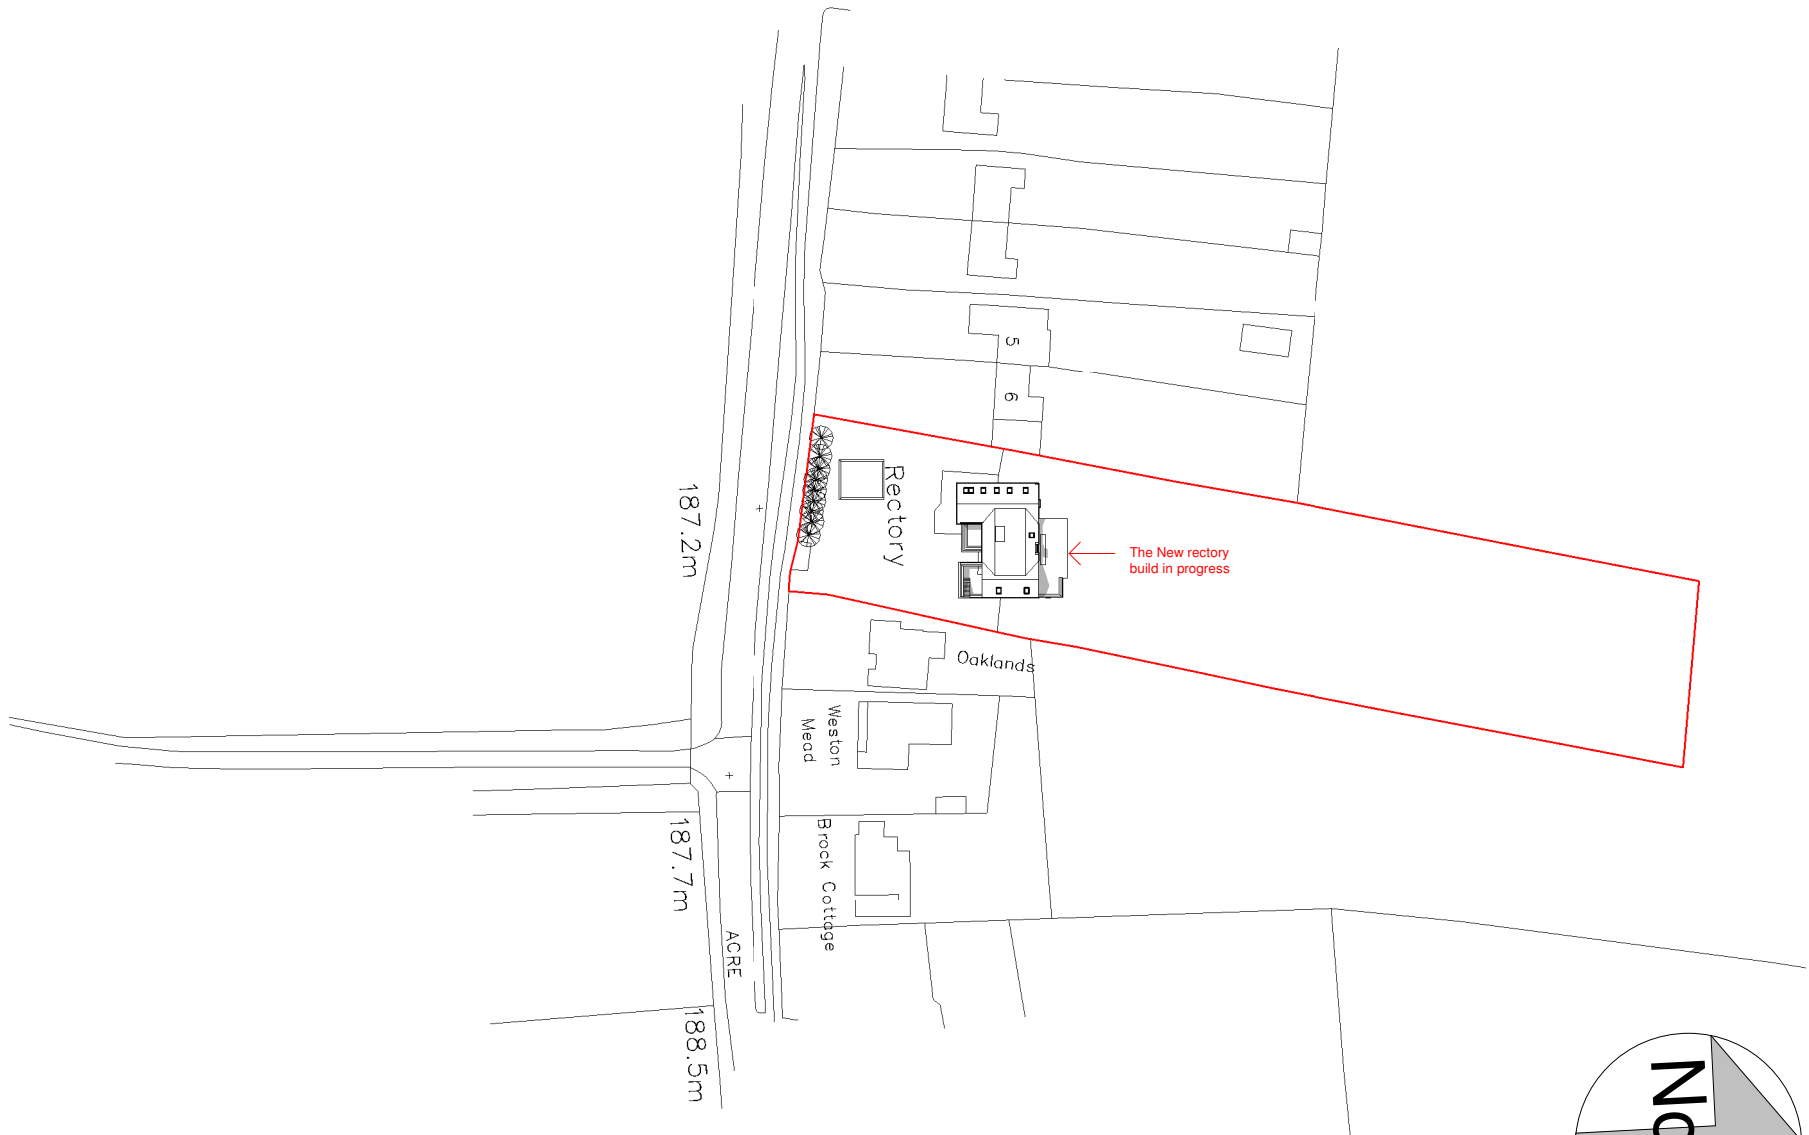 5
6
Rectory
The New rectory
build in progress
187.2m
Oaklands
Weston
Mead
Brock Cottage
187.7m
ACRE
188.5m
No